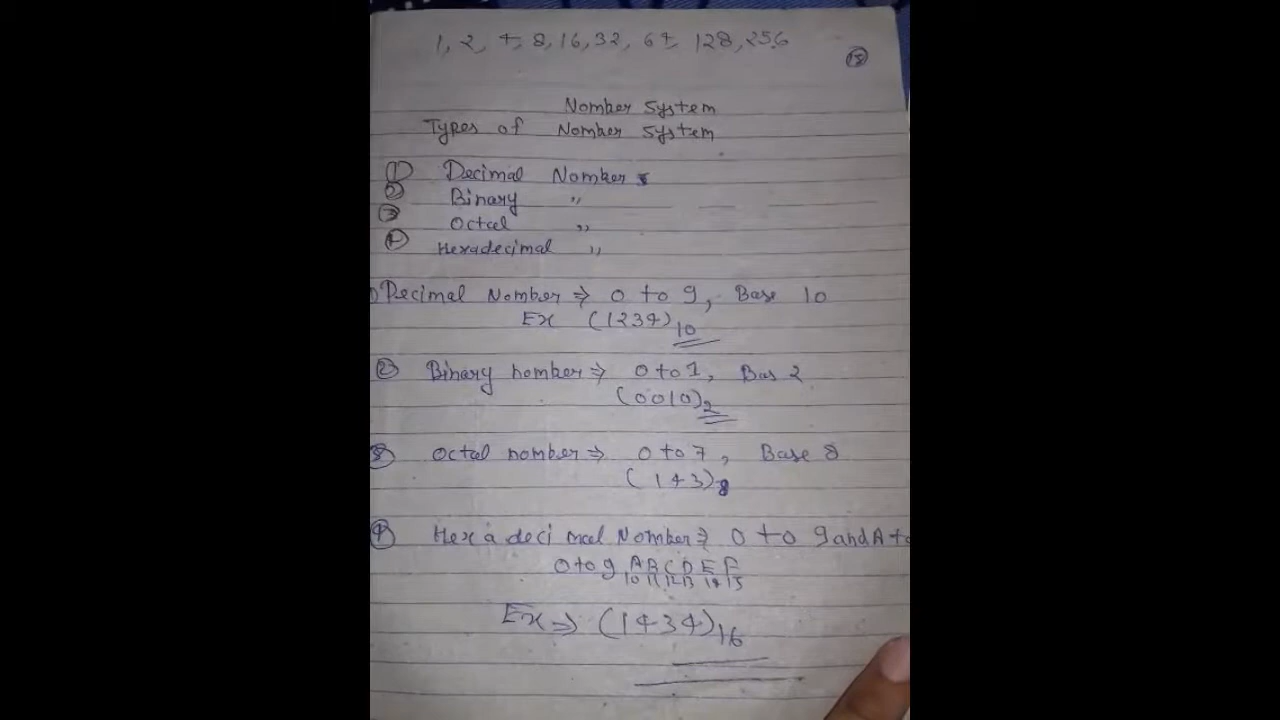 1, 2, 4, 8, 16, 32, 64, 128, 256
18
Nomber System
Types of Nomber System
① Decimal Nombers
② Binary ,,
③ Octal ,,
④ Hexadecimal ,,
① Decimal Nomber ⇒ 0 to 9, Base 10
Ex (1234)₁₀
② Binary nomber ⇒ 0 to 1, Bas 2
(0010)₂
③ Octal nomber ⇒ 0 to 7, Base 8
(143)₈
④ Hexadecimal Nomber ⇒ 0 to 9 and A to
0 to 9 A B C D E F
10 11 12 13 14 15
Ex ⇒ (1434)₁₆